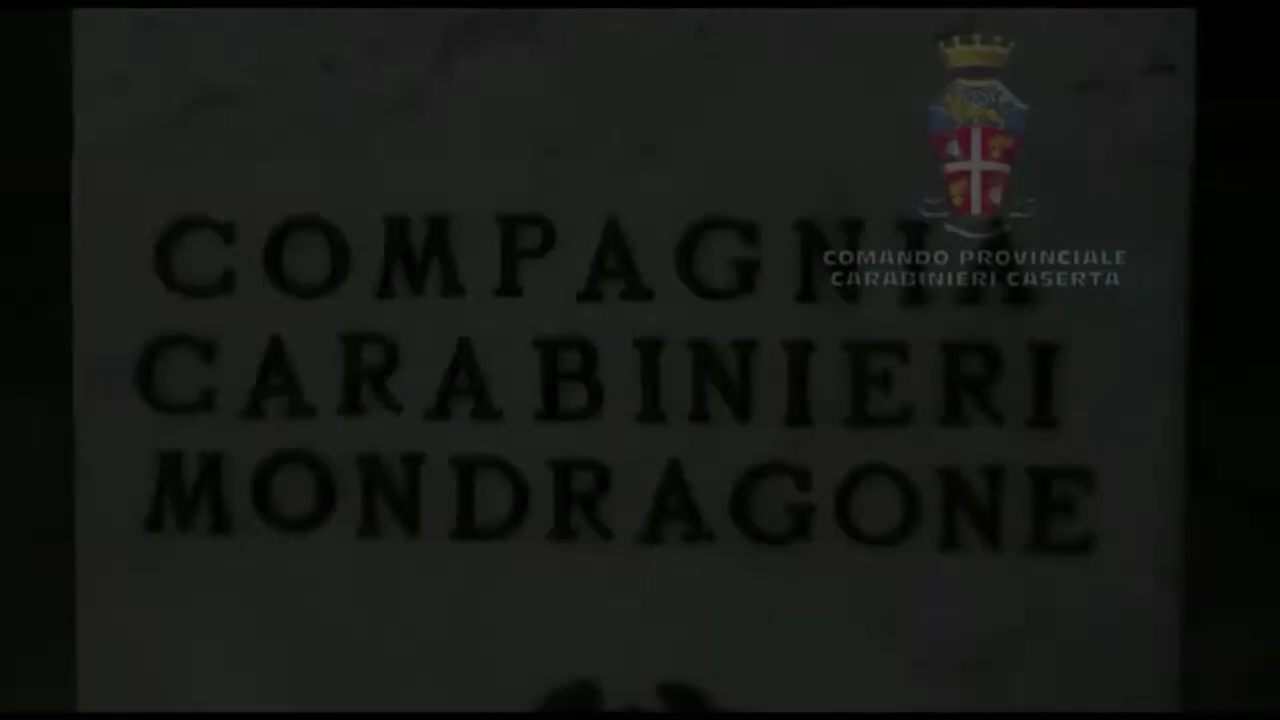 COMPAGNIA
CARABINIERI
MONDRAGONE
COMANDO PROVINCIALE
CARABINIERI CASERTA